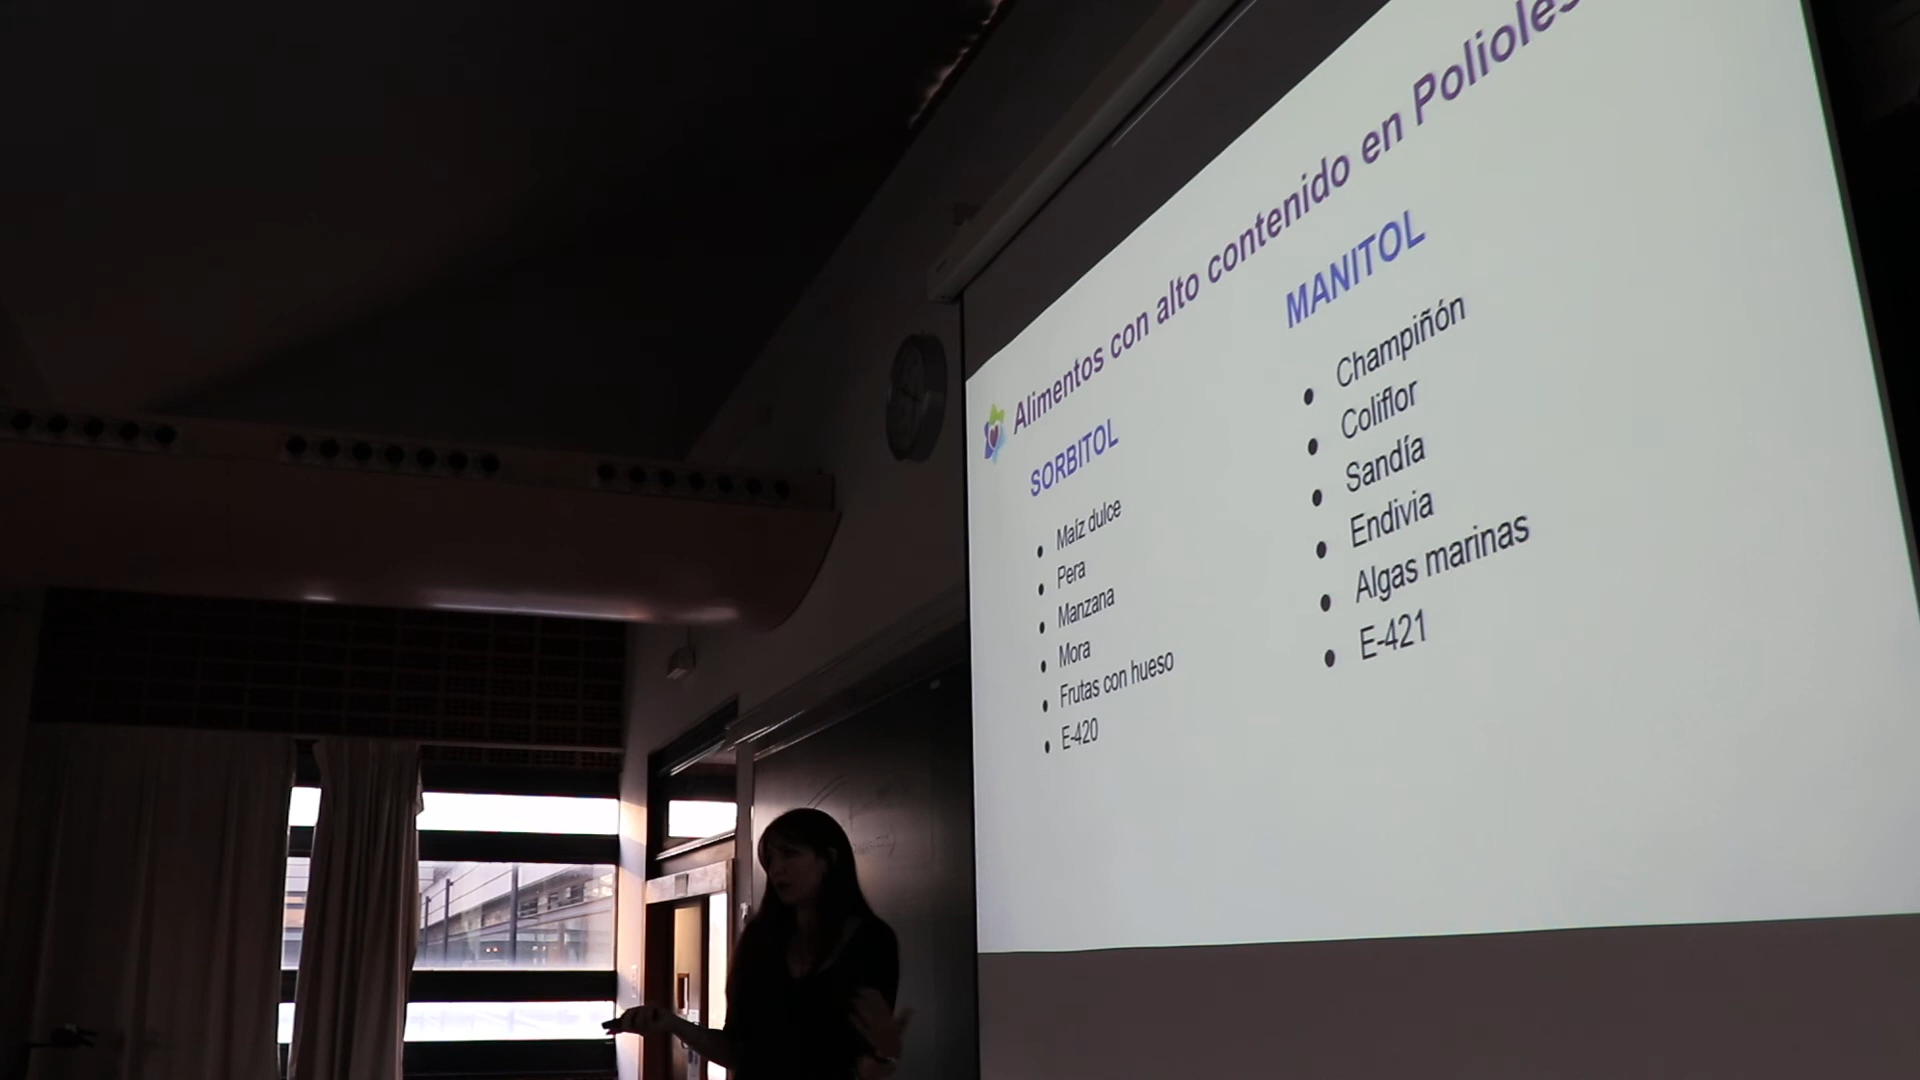 Alimentos con alto contenido en Polioles
SORBITOL
Maíz dulce
Pera
Manzana
Mora
Frutas con hueso
E-420
MANITOL
Champiñón
Coliflor
Sandía
Endivia
Algas marinas
E-421